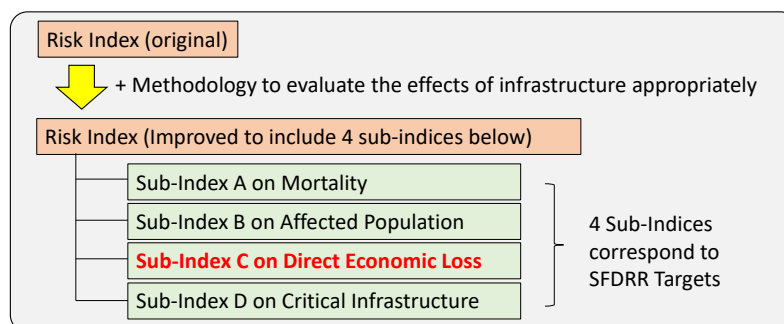 Risk Index (original)
+ Methodology to evaluate the effects of infrastructure appropriately
Risk Index (Improved to include 4 sub-indices below)
Sub-Index A on Mortality
Sub-Index B on Affected Population
Sub-Index C on Direct Economic Loss
Sub-Index D on Critical Infrastructure
4 Sub-Indices
correspond to
SFDRR Targets